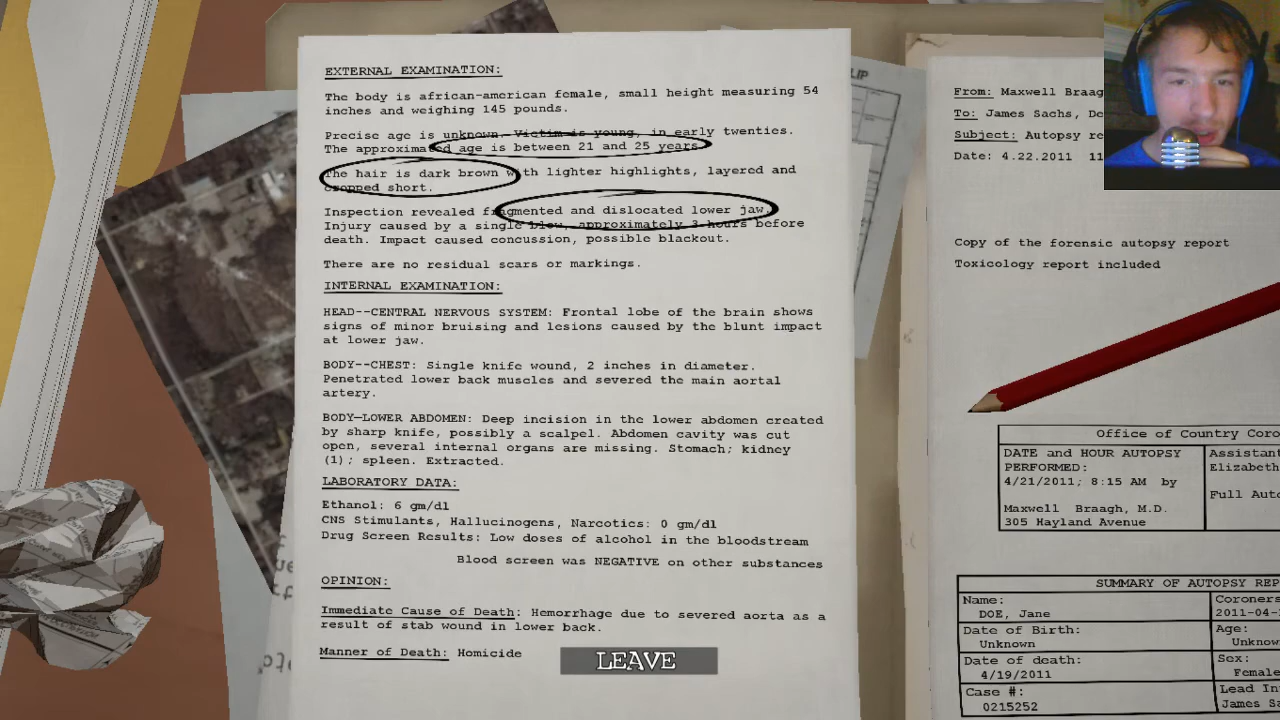 EXTERNAL EXAMINATION:
The body is african-american female, small height measuring 54
inches and weighing 145 pounds.
Precise age is unknown. Victim is young, in early twenties.
The approximated age is between 21 and 25 years.
The hair is dark brown with lighter highlights, layered and
cropped short.
Inspection revealed fragmented and dislocated lower jaw.
Injury caused by a single blow, approximately 3 hours before
death. Impact caused concussion, possible blackout.
There are no residual scars or markings.
INTERNAL EXAMINATION:
HEAD--CENTRAL NERVOUS SYSTEM: Frontal lobe of the brain shows
signs of minor bruising and lesions caused by the blunt impact
at lower jaw.
BODY--CHEST: Single knife wound, 2 inches in diameter.
Penetrated lower back muscles and severed the main aortal
artery.
BODY—LOWER ABDOMEN: Deep incision in the lower abdomen created
by sharp knife, possibly a scalpel. Abdomen cavity was cut
open, several internal organs are missing. Stomach; kidney
(1); spleen. Extracted.
LABORATORY DATA:
Ethanol: 6 gm/dl
CNS Stimulants, Hallucinogens, Narcotics: 0 gm/dl
Drug Screen Results: Low doses of alcohol in the bloodstream
Blood screen was NEGATIVE on other substances
OPINION:
Immediate Cause of Death: Hemorrhage due to severed aorta as a
result of stab wound in lower back.
Manner of Death: Homicide
LEAVE
LIP
From: Maxwell Braag
To: James Sachs, De
Subject: Autopsy re
Date: 4.22.2011 11
Copy of the forensic autopsy report
Toxicology report included
Office of Country Coro
DATE and HOUR AUTOPSY
PERFORMED:
4/21/2011; 8:15 AM by
Maxwell Braagh, M.D.
305 Hayland Avenue
Assistan
Elizabeth
Full Auto
SUMMARY OF AUTOPSY REP
Name:
DOE, Jane
Coroners
2011-04-
Date of Birth:
Unknown
Age:
Unknow
Date of death:
4/19/2011
Sex:
Female
Case #:
0215252
Lead In
James Sa